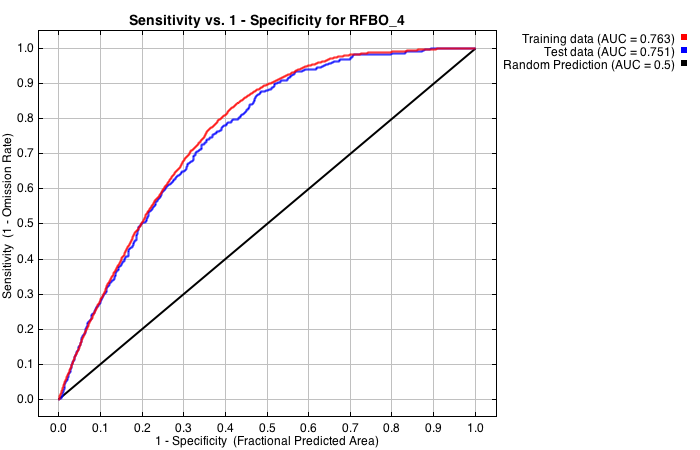 Sensitivity vs. 1 - Specificity for RFBO_4
Training data (AUC = 0.763)
Test data (AUC = 0.751)
Random Prediction (AUC = 0.5)
Sensitivity (1 - Omission Rate)
1.0
0.9
0.8
0.7
0.6
0.5
0.4
0.3
0.2
0.1
0.0
0.0 0.1 0.2 0.3 0.4 0.5 0.6 0.7 0.8 0.9 1.0
1 - Specificity (Fractional Predicted Area)